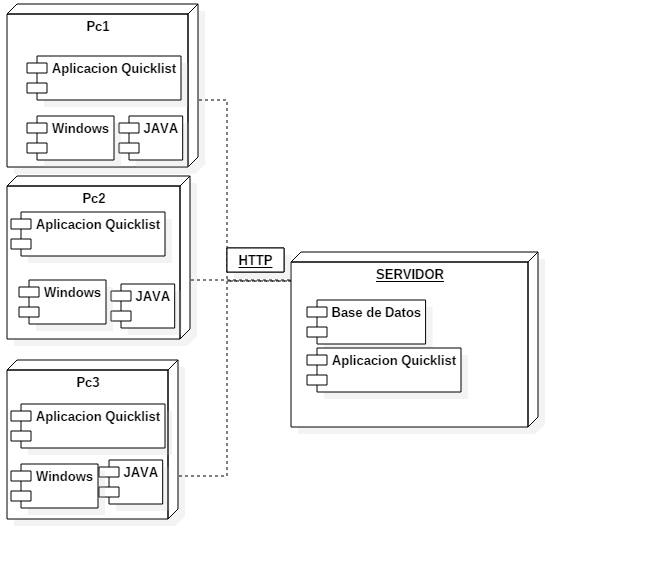 Pc1
Aplicacion Quicklist
Windows
JAVA
Pc2
Aplicacion Quicklist
Windows
JAVA
Pc3
Aplicacion Quicklist
Windows
JAVA
HTTP
SERVIDOR
Base de Datos
Aplicacion Quicklist